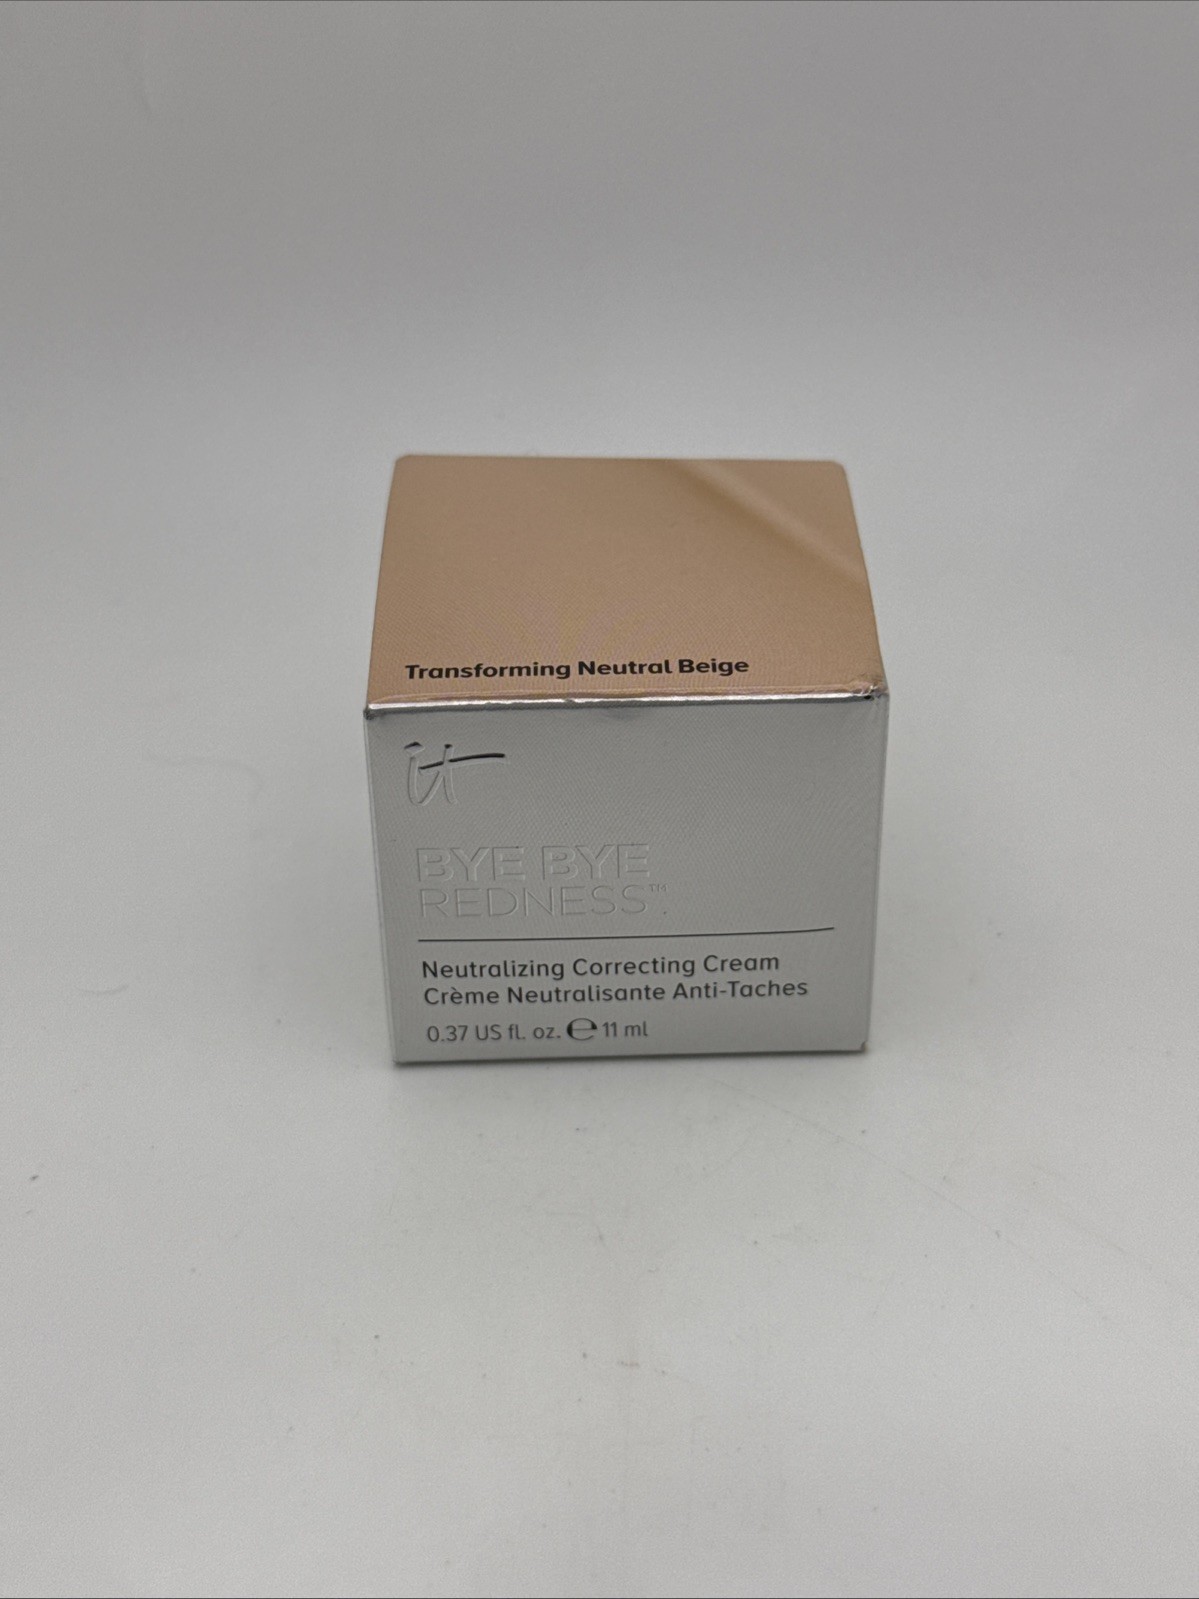 Transforming Neutral Beige
it
BYE BYE
REDNESS™
Neutralizing Correcting Cream
Crème Neutralisante Anti-Taches
0.37 US fl. oz. ℮ 11 ml